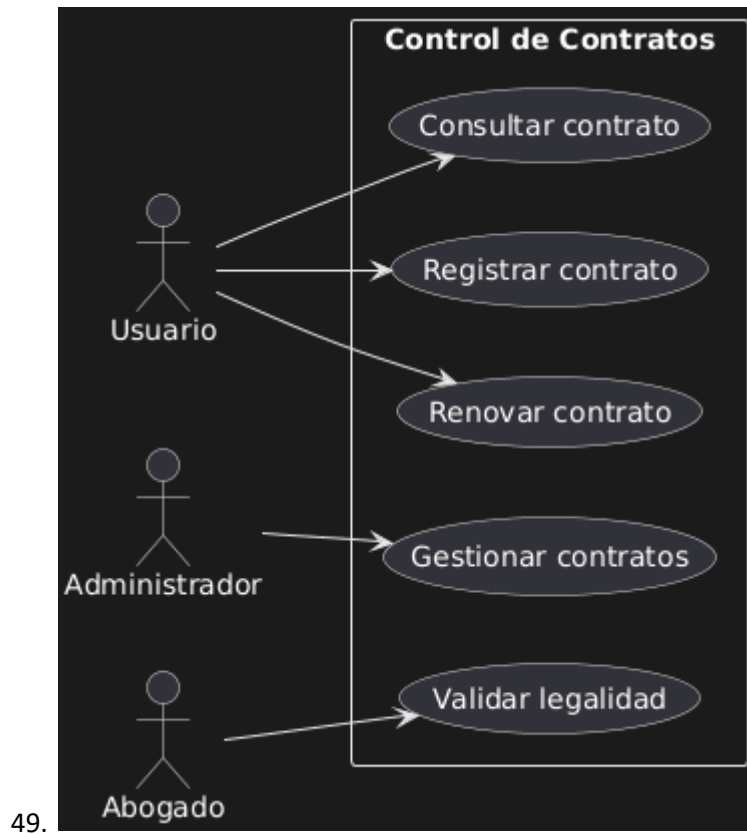 Control de Contratos
Consultar contrato
Registrar contrato
Usuario
Renovar contrato
Gestionar contratos
Administrador
Validar legalidad
Abogado
49.